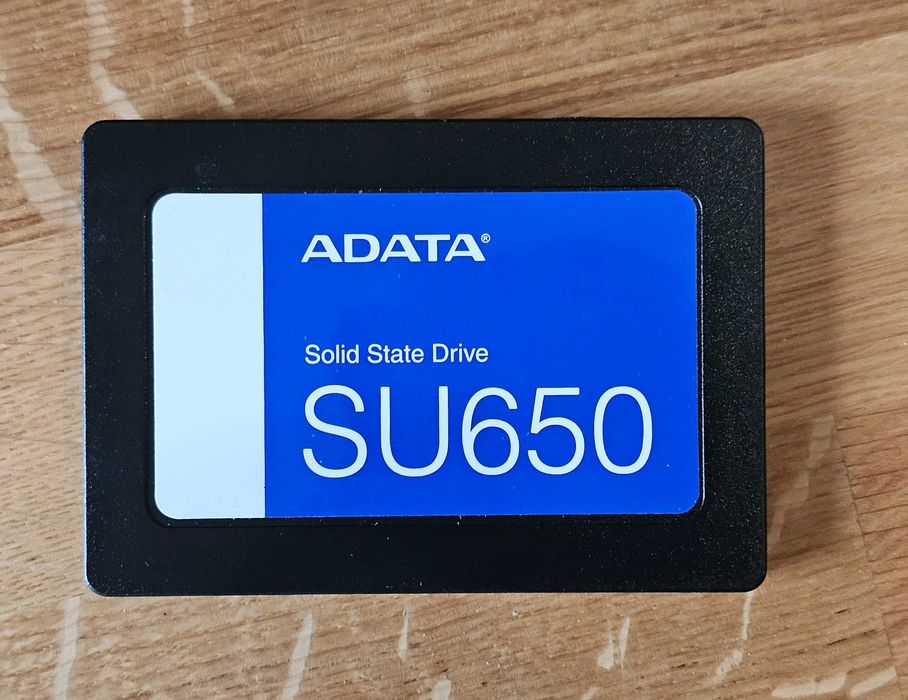 ADATA®
Solid State Drive
SU650